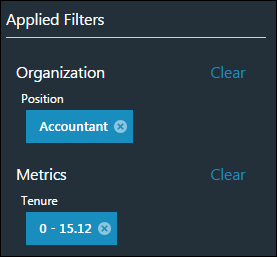 Applied Filters
Organization Clear
Position
Accountant
Metrics Clear
Tenure
0 - 15.12